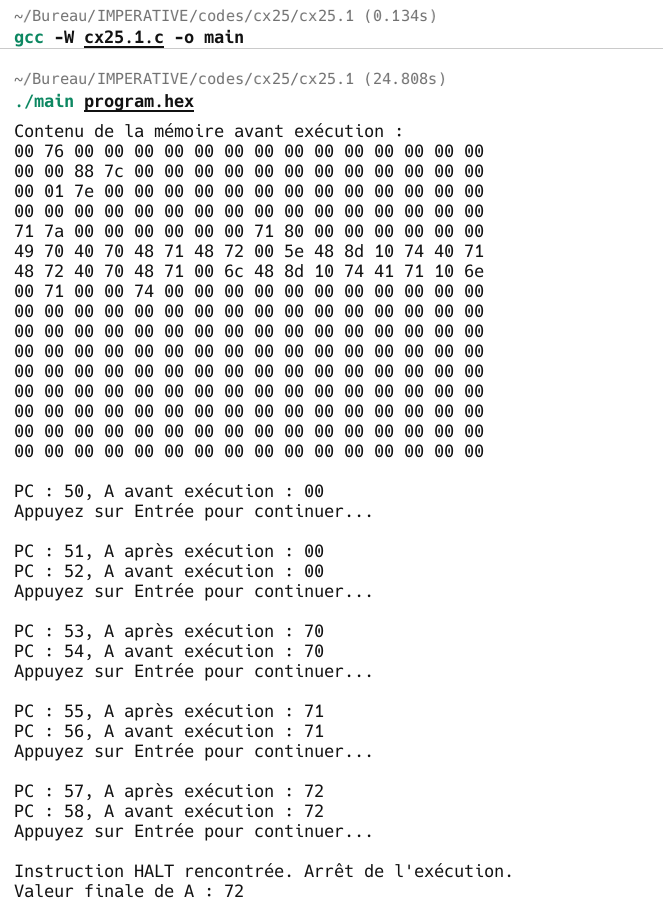 ~/Bureau/IMPERATIVE/codes/cx25/cx25.1 (0.134s)
gcc -W cx25.1.c -o main
~/Bureau/IMPERATIVE/codes/cx25/cx25.1 (24.808s)
./main program.hex
Contenu de la mémoire avant exécution :
00 76 00 00 00 00 00 00 00 00 00 00 00 00 00 00
00 00 88 7c 00 00 00 00 00 00 00 00 00 00 00 00
00 01 7e 00 00 00 00 00 00 00 00 00 00 00 00 00
00 00 00 00 00 00 00 00 00 00 00 00 00 00 00 00
71 7a 00 00 00 00 00 00 71 80 00 00 00 00 00 00
49 70 40 70 48 71 48 72 00 5e 48 8d 10 74 40 71
48 72 40 70 48 71 00 6c 48 8d 10 74 41 71 10 6e
00 71 00 00 74 00 00 00 00 00 00 00 00 00 00 00
00 00 00 00 00 00 00 00 00 00 00 00 00 00 00 00
00 00 00 00 00 00 00 00 00 00 00 00 00 00 00 00
00 00 00 00 00 00 00 00 00 00 00 00 00 00 00 00
00 00 00 00 00 00 00 00 00 00 00 00 00 00 00 00
00 00 00 00 00 00 00 00 00 00 00 00 00 00 00 00
00 00 00 00 00 00 00 00 00 00 00 00 00 00 00 00
00 00 00 00 00 00 00 00 00 00 00 00 00 00 00 00
00 00 00 00 00 00 00 00 00 00 00 00 00 00 00 00
PC : 50, A avant exécution : 00
Appuyez sur Entrée pour continuer...
PC : 51, A après exécution : 00
PC : 52, A avant exécution : 00
Appuyez sur Entrée pour continuer...
PC : 53, A après exécution : 70
PC : 54, A avant exécution : 70
Appuyez sur Entrée pour continuer...
PC : 55, A après exécution : 71
PC : 56, A avant exécution : 71
Appuyez sur Entrée pour continuer...
PC : 57, A après exécution : 72
PC : 58, A avant exécution : 72
Appuyez sur Entrée pour continuer...
Instruction HALT rencontrée. Arrêt de l'exécution.
Valeur finale de A : 72